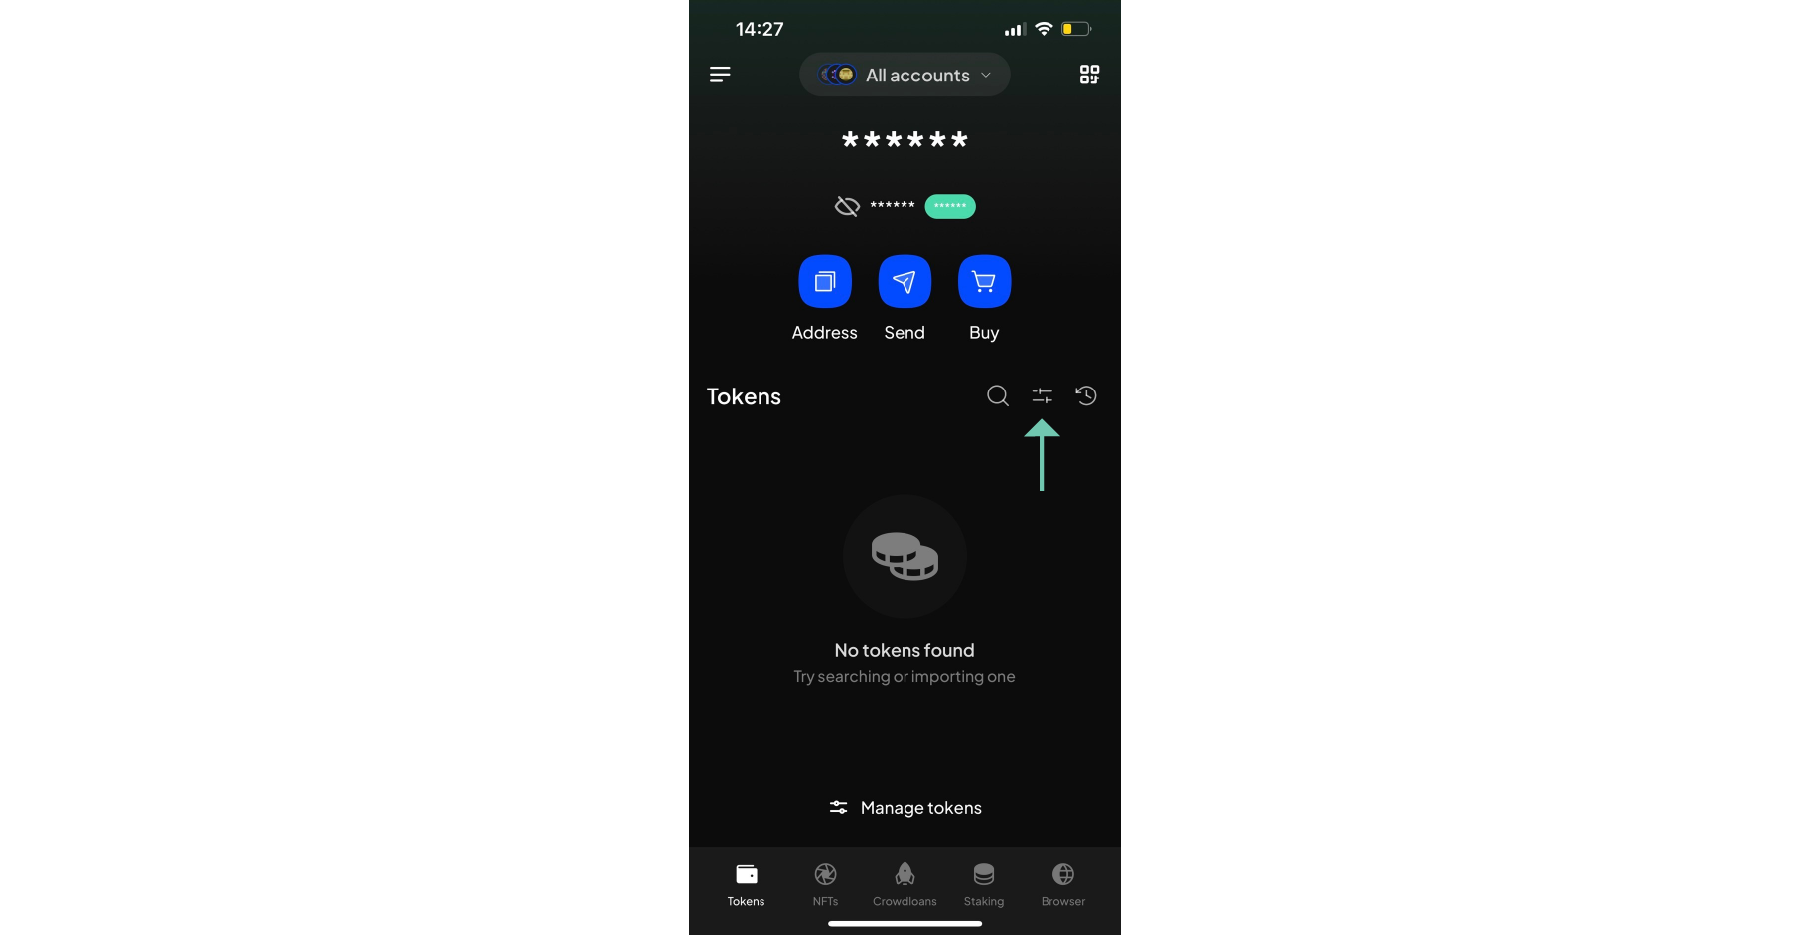 14:27
All accounts
******
****** ******
Address Send Buy
Tokens
No tokens found
Try searching or importing one
Manage tokens
Tokens NFTs Crowdloans Staking Browser